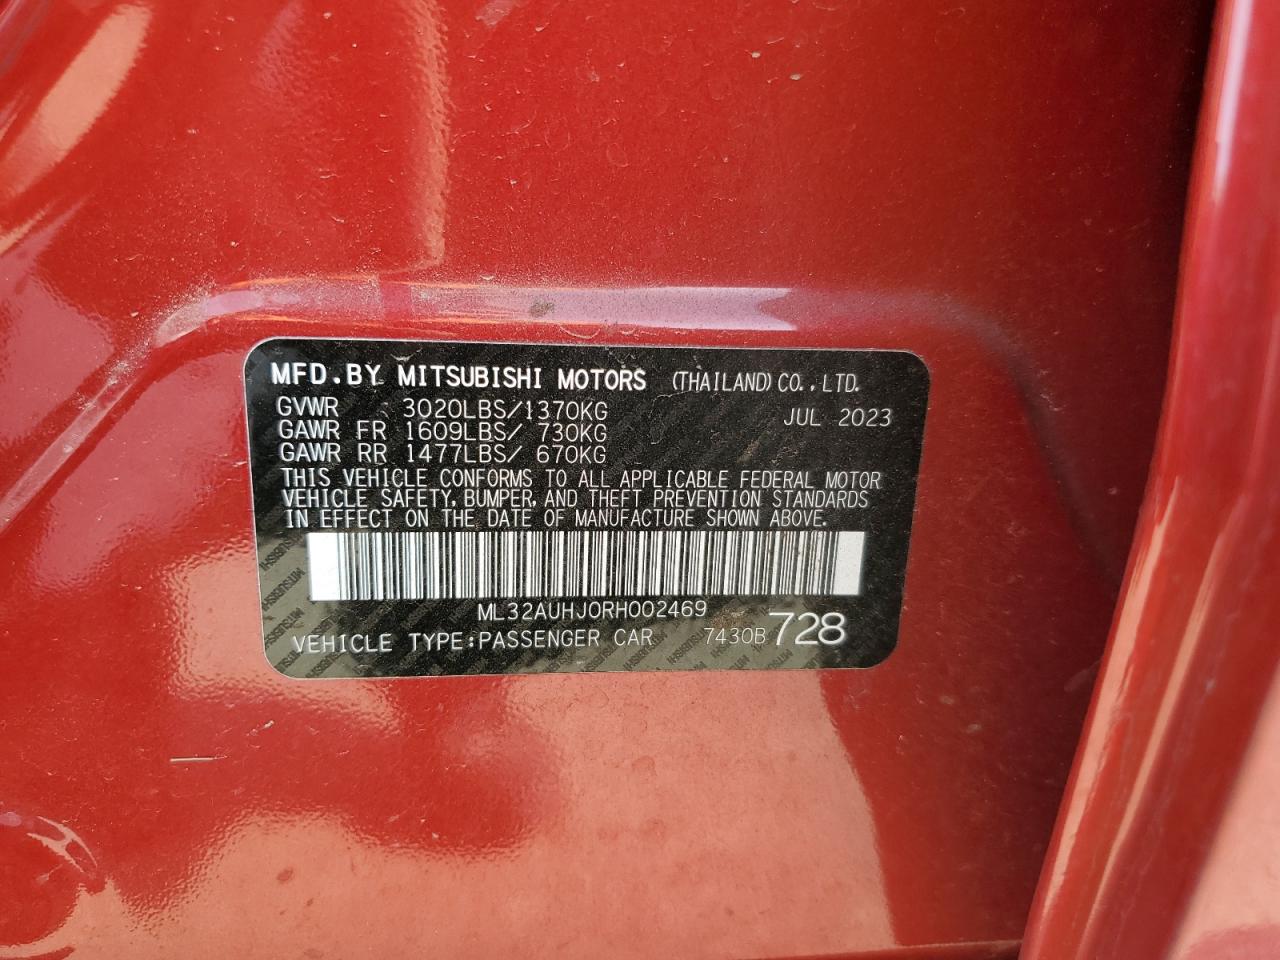 MFD.BY MITSUBISHI MOTORS (THAILAND) CO.,LTD.
GVWR 3020LBS/1370KG JUL 2023
GAWR FR 1609LBS/ 730KG
GAWR RR 1477LBS/ 670KG
THIS VEHICLE CONFORMS TO ALL APPLICABLE FEDERAL MOTOR
VEHICLE SAFETY, BUMPER, AND THEFT PREVENTION STANDARDS
IN EFFECT ON THE DATE OF MANUFACTURE SHOWN ABOVE.
ML32AUHJ0RH002469
VEHICLE TYPE:PASSENGER CAR 7430B 728